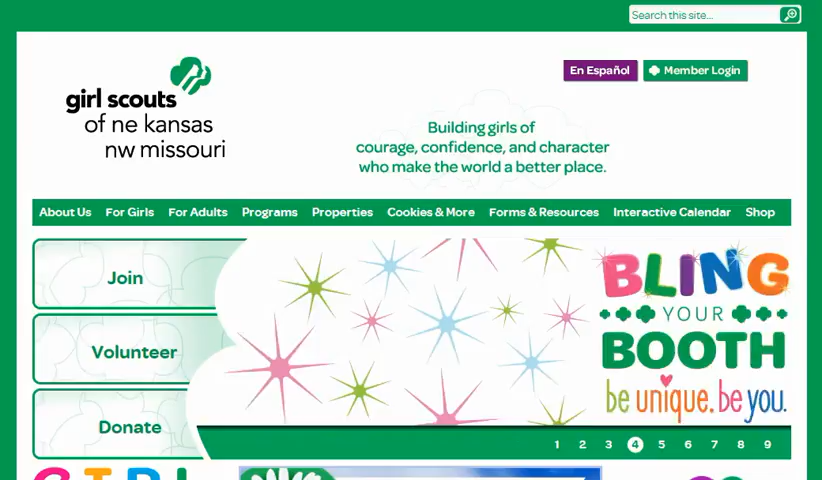 Search this site...
En Español
Member Login
girl scouts
of ne kansas
nw missouri
Building girls of
courage, confidence, and character
who make the world a better place.
About Us For Girls For Adults Programs Properties Cookies & More Forms & Resources Interactive Calendar Shop
Join
Volunteer
Donate
BLING
YOUR
BOOTH
be unique. be you.
1 2 3 4 5 6 7 8 9